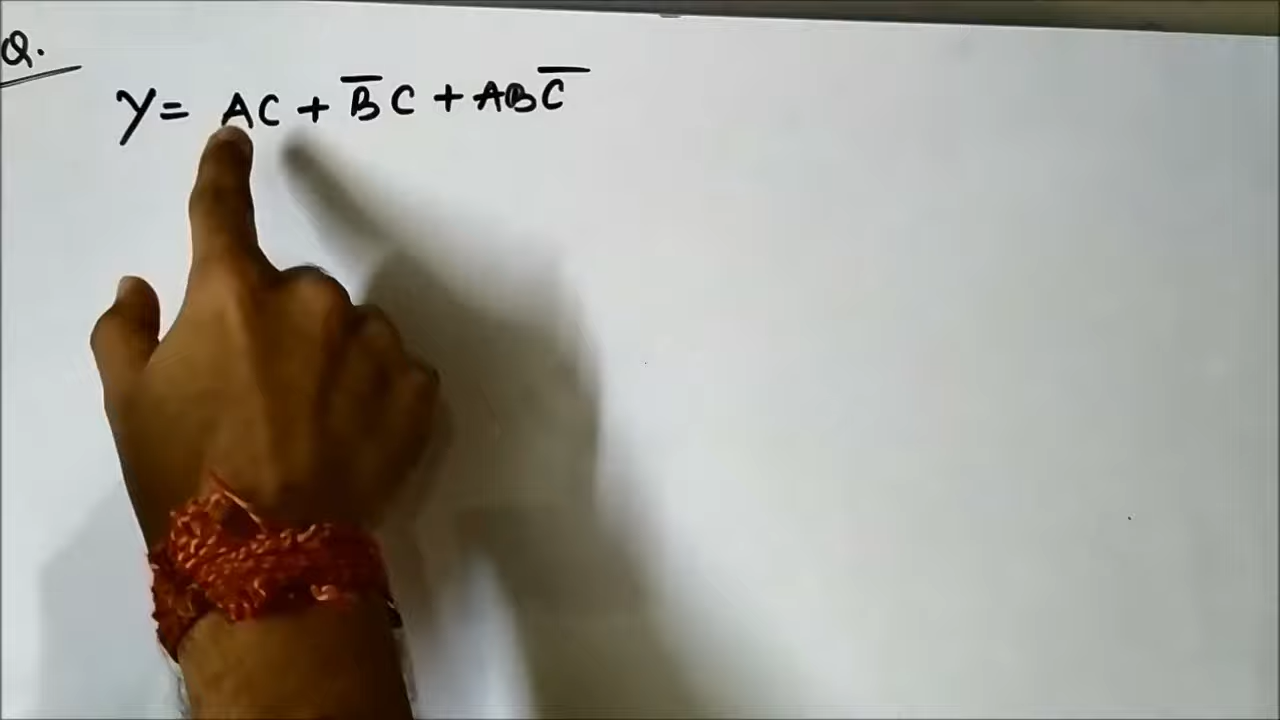 Q.
Y = AC + B̅C + ABC̅